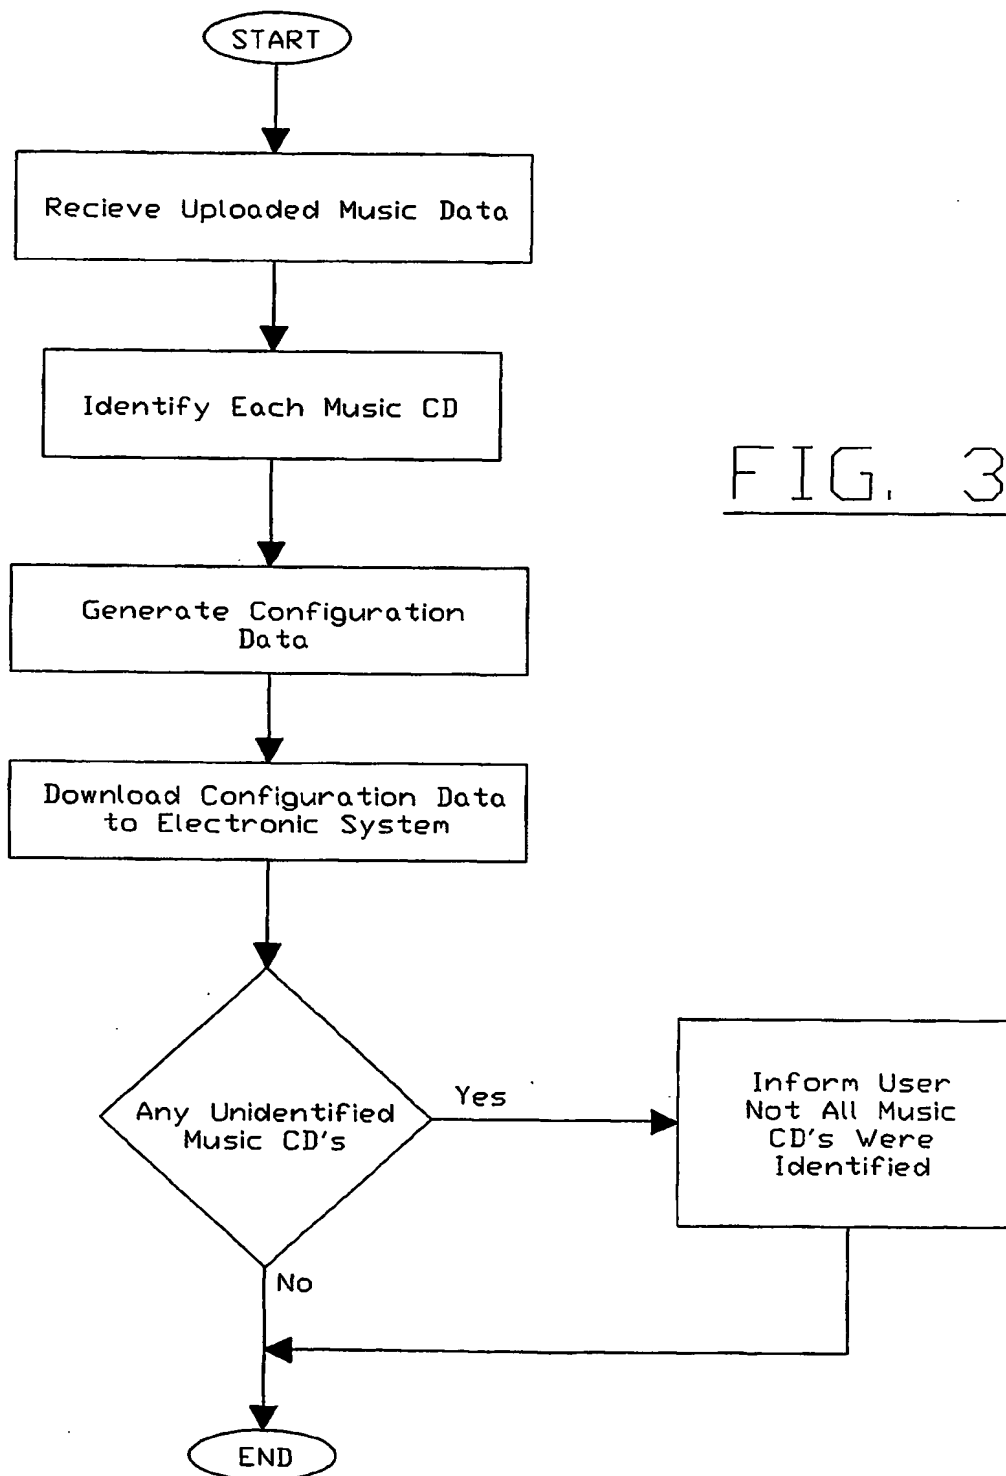 START
Recieve Uploaded Music Data
Identify Each Music CD
FIG. 3
Generate Configuration
Data
Download Configuration Data
to Electronic System
Any Unidentified
Music CD's
Yes
Inform User
Not All Music
CD's Were
Identified
No
END